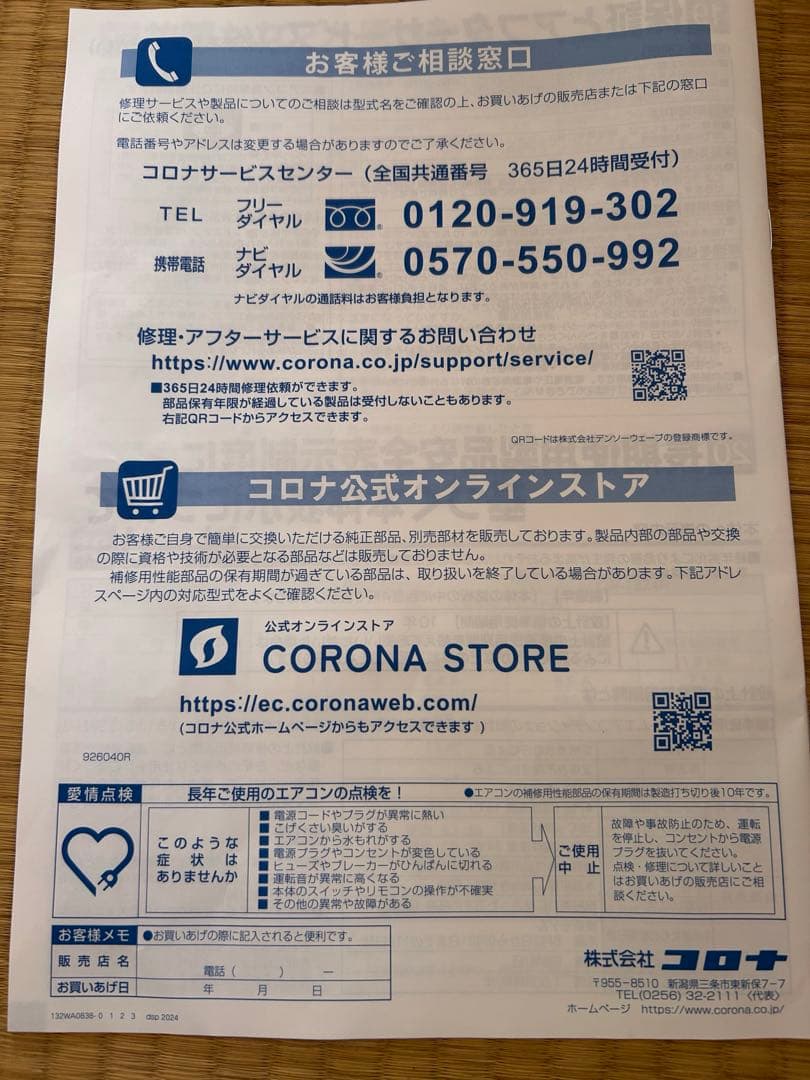 お客様ご相談窓口
修理サービスや製品についてのご相談は型式名をご確認の上、お買いあげの販売店または下記の窓口
にご依頼ください。
電話番号やアドレスは変更する場合がありますのでご了承ください。
コロナサービスセンター（全国共通番号　365日24時間受付）
TEL フリーダイヤル 0120-919-302
携帯電話 ナビダイヤル 0570-550-992
ナビダイヤルの通話料はお客様負担となります。
修理・アフターサービスに関するお問い合わせ
https://www.corona.co.jp/support/service/
■365日24時間修理依頼ができます。
部品保有年限が経過している製品は受付しないこともあります。
右記QRコードからアクセスできます。
QRコードは株式会社デンソーウェーブの登録商標です。
コロナ公式オンラインストア
お客様ご自身で簡単に交換いただける純正部品、別売部材を販売しております。製品内部の部品や交換
の際に資格や技術が必要となる部品などは販売しておりません。
補修用性能部品の保有期間が過ぎている部品は、取り扱いを終了している場合があります。下記アドレ
スページ内の対応型式をよくご確認ください。
公式オンラインストア
CORONA STORE
https://ec.coronaweb.com/
(コロナ公式ホームページからもアクセスできます )
926040R
愛情点検 長年ご使用のエアコンの点検を！ ●エアコンの補修用性能部品の保有期間は製造打ち切り後10年です。
このような
症状は
ありませんか
■ 電源コードやプラグが異常に熱い
■ こげくさい臭いがする
■ エアコンから水もれがする
■ 電源プラグやコンセントが変色している
■ ヒューズやブレーカーがひんぱんに切れる
■ 運転音が異常に高くなる
■ 本体のスイッチやリモコンの操作が不確実
■ その他の異常や故障がある
ご使用
中止
故障や事故防止のため、運転
を停止し、コンセントから電源
プラグを抜いてください。
点検・修理について詳しいこと
はお買いあげの販売店にご相
談ください。
お客様メモ ●お買いあげの際に記入されると便利です。
販売店名 電話（　　）　ー
お買いあげ日 年 月 日
株式会社 コロナ
〒955-8510 新潟県三条市東新保7-7
TEL(0256) 32-2111〈代表〉
ホームページ https://www.corona.co.jp/
132WA0838-0 1 2 3 dsp 2024